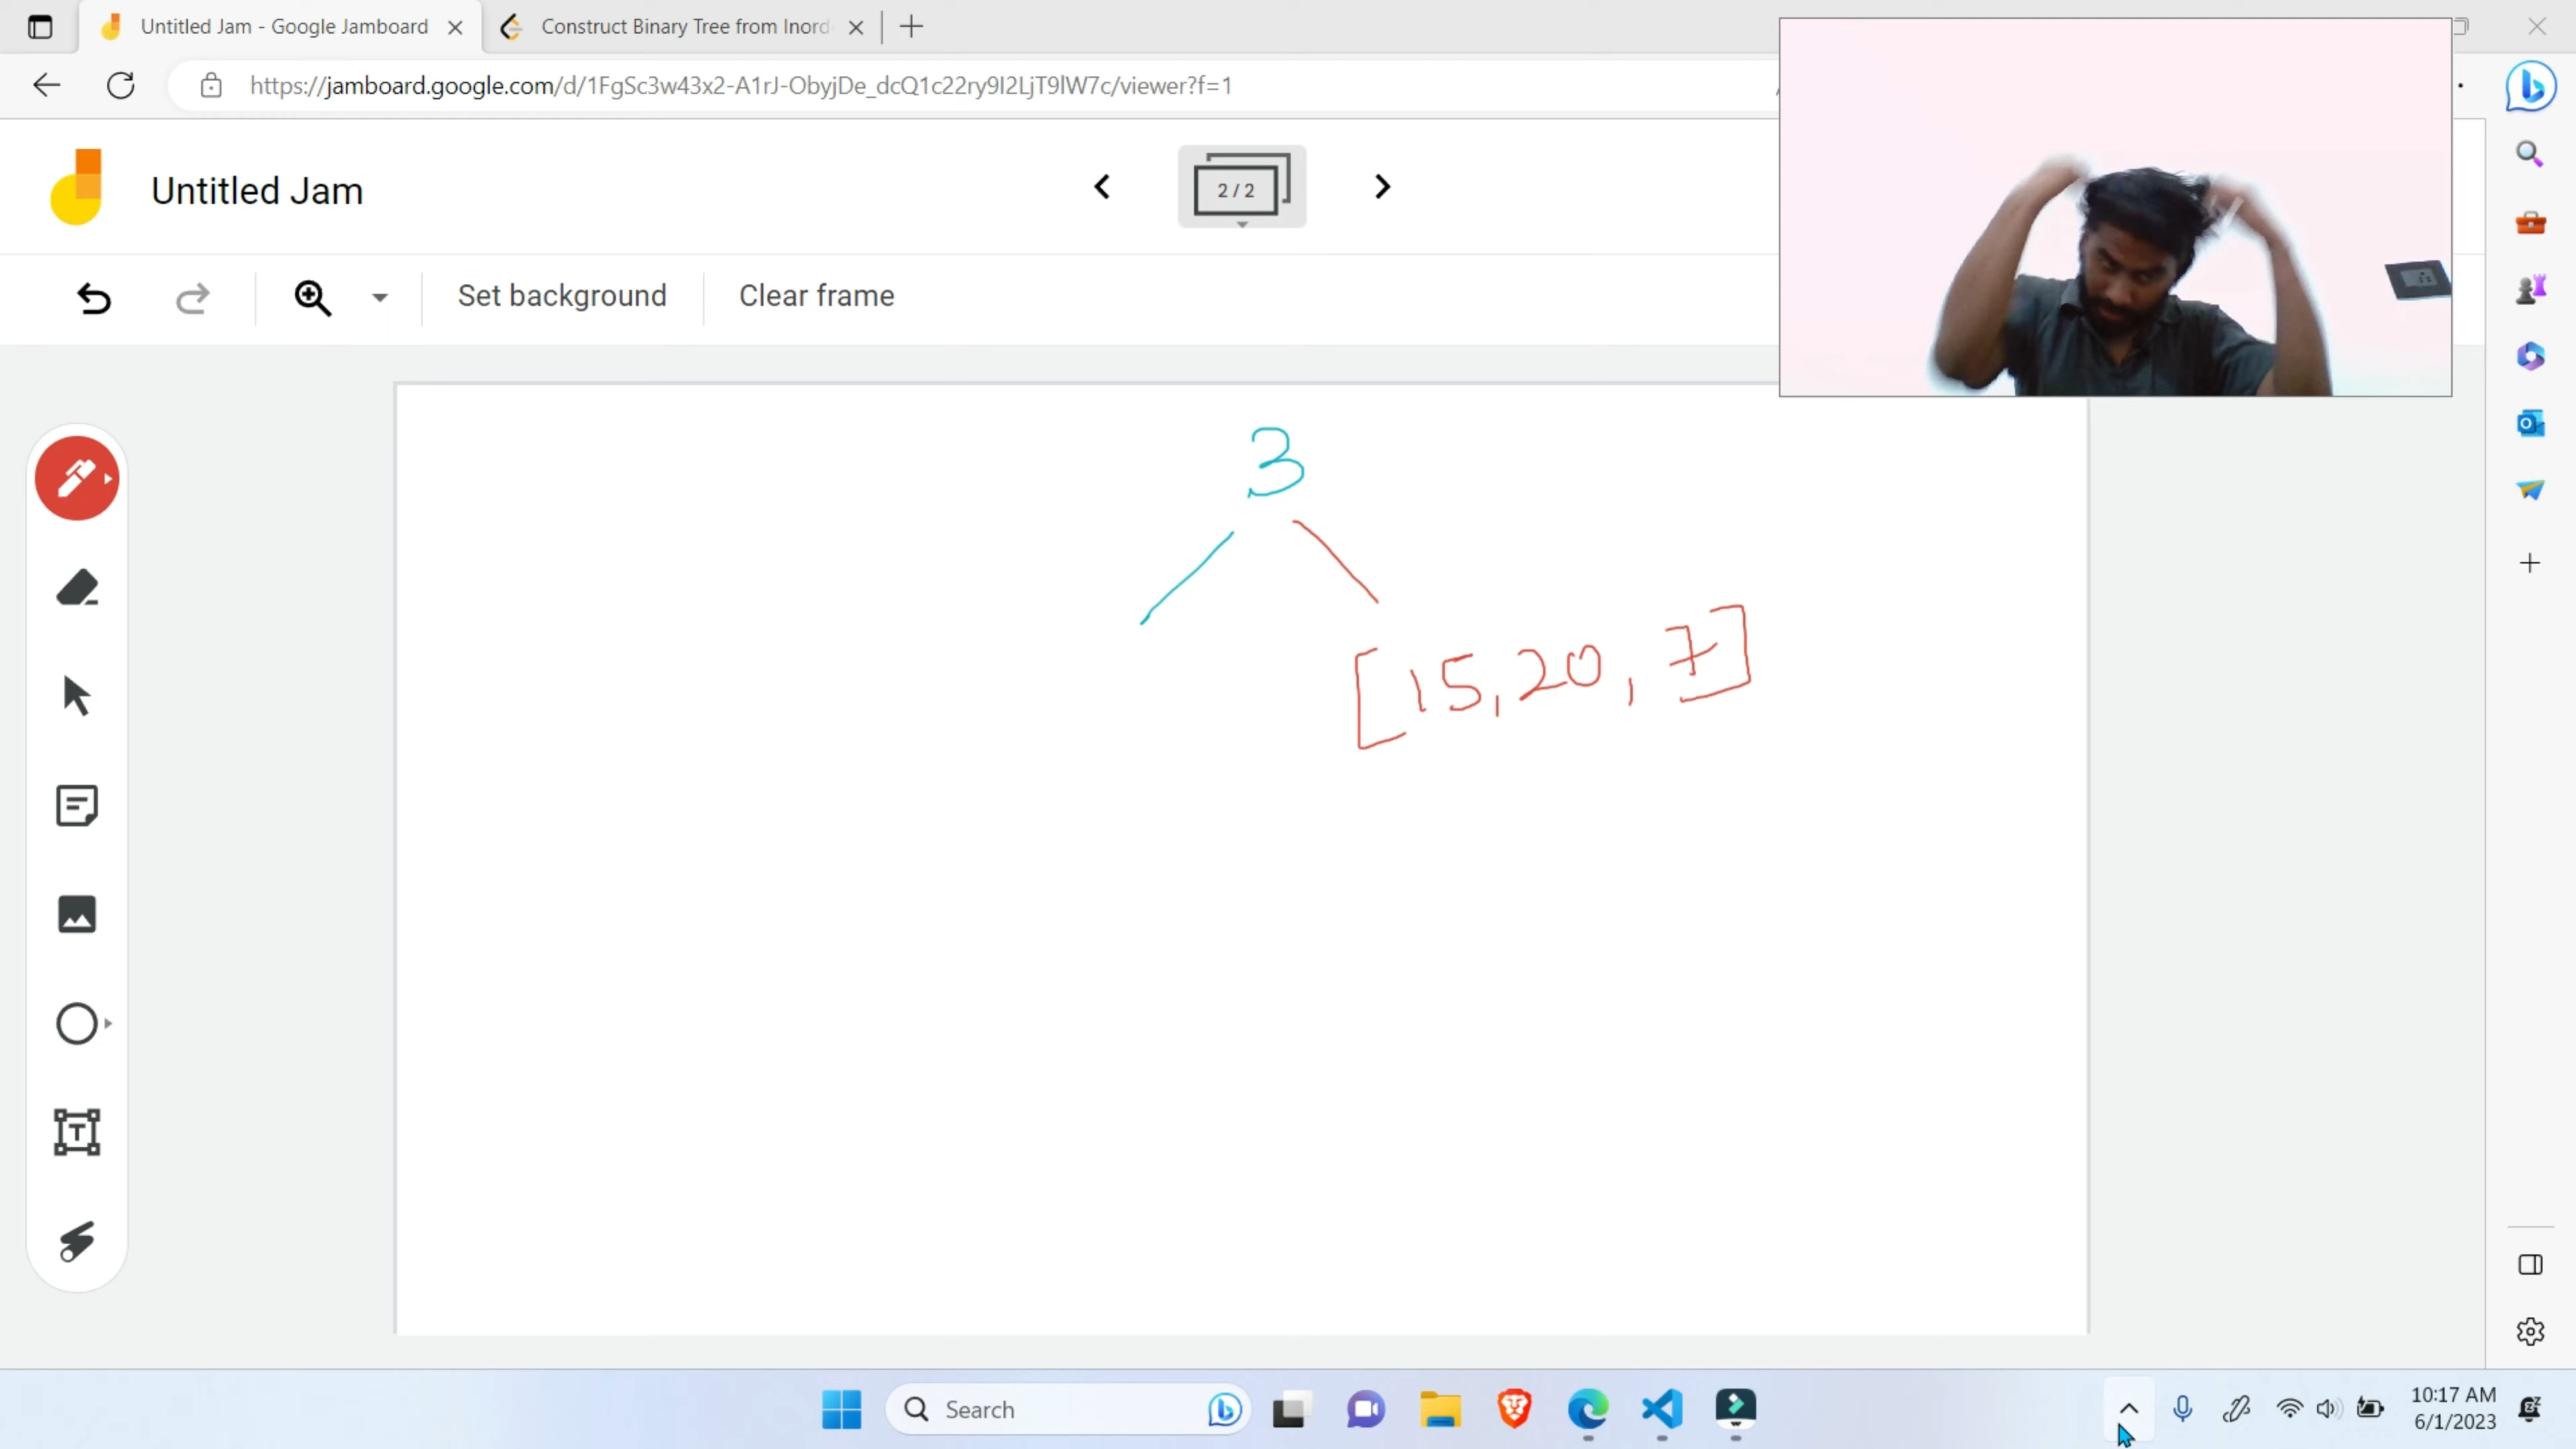 Untitled Jam - Google Jamboard
Construct Binary Tree from Inord
https://jamboard.google.com/d/1FgSc3w43x2-A1rJ-ObyjDe_dcQ1c22ry9I2LjT9lW7c/viewer?f=1
Untitled Jam
2 / 2
Set background
Clear frame
3
[15, 20, 7]
Search
10:17 AM
6/1/2023